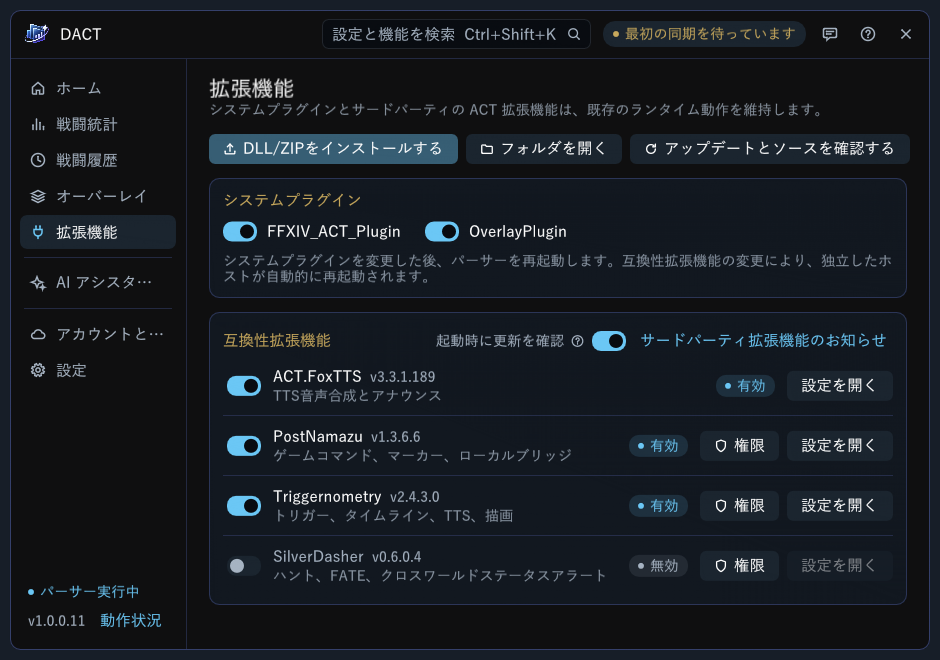 DACT
設定と機能を検索 Ctrl+Shift+K
最初の同期を待っています
ホーム
戦闘統計
戦闘履歴
オーバーレイ
拡張機能
AI アシスタ…
アカウントと…
設定
パーサー実行中
v1.0.0.11 動作状況
拡張機能
システムプラグインとサードパーティの ACT 拡張機能は、既存のランタイム動作を維持します。
DLL/ZIPをインストールする
フォルダを開く
アップデートとソースを確認する
システムプラグイン
FFXIV_ACT_Plugin
OverlayPlugin
システムプラグインを変更した後、パーサーを再起動します。互換性拡張機能の変更により、独立したホ
ストが自動的に再起動されます。
互換性拡張機能
起動時に更新を確認
サードパーティ拡張機能のお知らせ
ACT.FoxTTS v3.3.1.189
TTS音声合成とアナウンス
有効
設定を開く
PostNamazu v1.3.6.6
ゲームコマンド、マーカー、ローカルブリッジ
有効
権限
設定を開く
Triggernometry v2.4.3.0
トリガー、タイムライン、TTS、描画
有効
権限
設定を開く
SilverDasher v0.6.0.4
ハント、FATE、クロスワールドステータスアラート
無効
権限
設定を開く